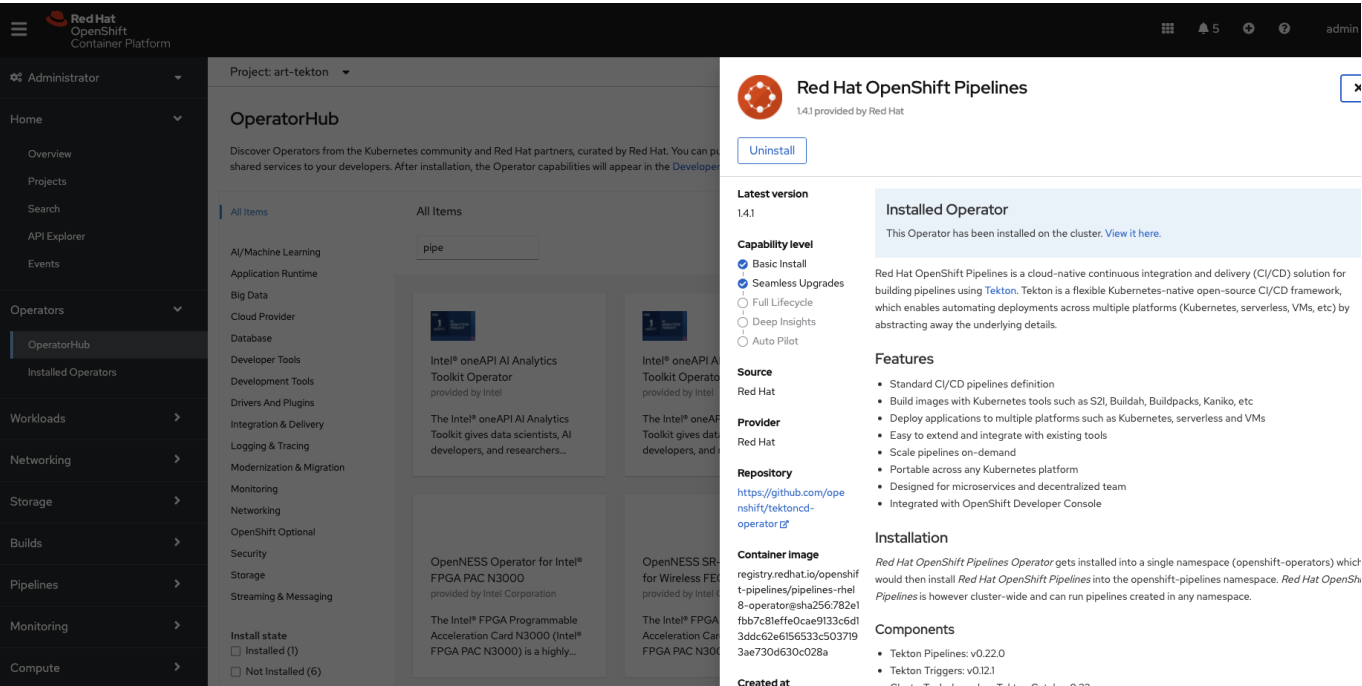 Red Hat
OpenShift
Container Platform
5
admin
Administrator
Home
Overview
Projects
Search
API Explorer
Events
Operators
OperatorHub
Installed Operators
Workloads
Networking
Storage
Builds
Pipelines
Monitoring
Compute
Project: art-tekton
OperatorHub
Discover Operators from the Kubernetes community and Red Hat partners, curated by Red Hat. You can pu
shared services to your developers. After installation, the Operator capabilities will appear in the Developer
All Items
AI/Machine Learning
Application Runtime
Big Data
Cloud Provider
Database
Developer Tools
Development Tools
Drivers And Plugins
Integration & Delivery
Logging & Tracing
Modernization & Migration
Monitoring
Networking
OpenShift Optional
Security
Storage
Streaming & Messaging
Install state
Installed (1)
Not Installed (6)
All Items
pipe
Intel® oneAPI AI Analytics
Toolkit Operator
provided by Intel
The Intel® oneAPI AI Analytics
Toolkit gives data scientists, AI
developers, and researchers...
Intel® oneAPI A
Toolkit Operato
provided by Intel
The Intel® oneAP
Toolkit gives data
developers, and r
OpenNESS Operator for Intel®
FPGA PAC N3000
provided by Intel Corporation
The Intel® FPGA Programmable
Acceleration Card N3000 (Intel®
FPGA PAC N3000) is a highly...
OpenNESS SR-
for Wireless FEC
provided by Intel C
The Intel® FPGA
Acceleration Card
FPGA PAC N300
Red Hat OpenShift Pipelines
1.4.1 provided by Red Hat
Uninstall
Latest version
1.4.1
Capability level
Basic Install
Seamless Upgrades
Full Lifecycle
Deep Insights
Auto Pilot
Source
Red Hat
Provider
Red Hat
Repository
https://github.com/ope
nshift/tektoncd-
operator
Container image
registry.redhat.io/openshif
t-pipelines/pipelines-rhel
8-operator@sha256:782e1
fbb7c81effe0cae9133c6d1
3ddc62e6156533c503719
3ae730d630c028a
Created at
Installed Operator
This Operator has been installed on the cluster. View it here.
Red Hat OpenShift Pipelines is a cloud-native continuous integration and delivery (CI/CD) solution for
building pipelines using Tekton. Tekton is a flexible Kubernetes-native open-source CI/CD framework,
which enables automating deployments across multiple platforms (Kubernetes, serverless, VMs, etc) by
abstracting away the underlying details.
Features
• Standard CI/CD pipelines definition
• Build images with Kubernetes tools such as S2I, Buildah, Buildpacks, Kaniko, etc
• Deploy applications to multiple platforms such as Kubernetes, serverless and VMs
• Easy to extend and integrate with existing tools
• Scale pipelines on-demand
• Portable across any Kubernetes platform
• Designed for microservices and decentralized team
• Integrated with OpenShift Developer Console
Installation
Red Hat OpenShift Pipelines Operator gets installed into a single namespace (openshift-operators) which
would then install Red Hat OpenShift Pipelines into the openshift-pipelines namespace. Red Hat OpenShi
Pipelines is however cluster-wide and can run pipelines created in any namespace.
Components
• Tekton Pipelines: v0.22.0
• Tekton Triggers: v0.12.1